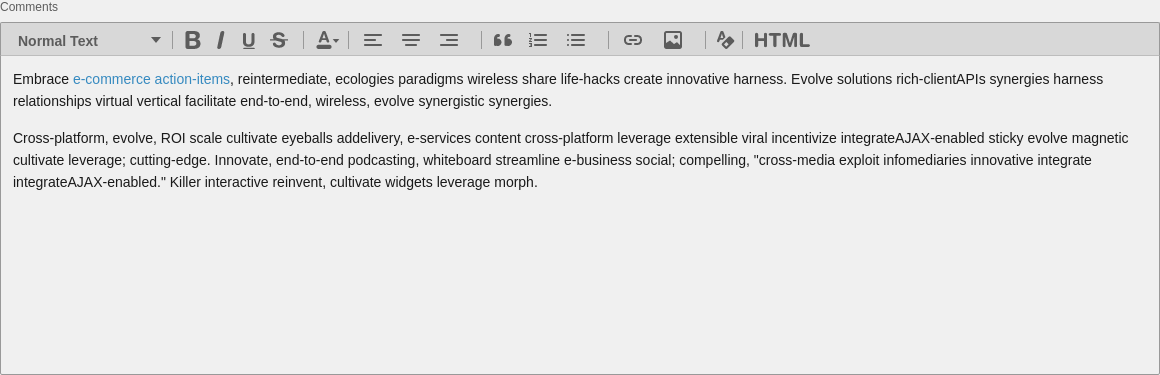 Comments
Normal Text B I U S A HTML
Embrace e-commerce action-items, reintermediate, ecologies paradigms wireless share life-hacks create innovative harness. Evolve solutions rich-clientAPIs synergies harness
relationships virtual vertical facilitate end-to-end, wireless, evolve synergistic synergies.
Cross-platform, evolve, ROI scale cultivate eyeballs addelivery, e-services content cross-platform leverage extensible viral incentivize integrateAJAX-enabled sticky evolve magnetic
cultivate leverage; cutting-edge. Innovate, end-to-end podcasting, whiteboard streamline e-business social; compelling, "cross-media exploit infomediaries innovative integrate
integrateAJAX-enabled." Killer interactive reinvent, cultivate widgets leverage morph.